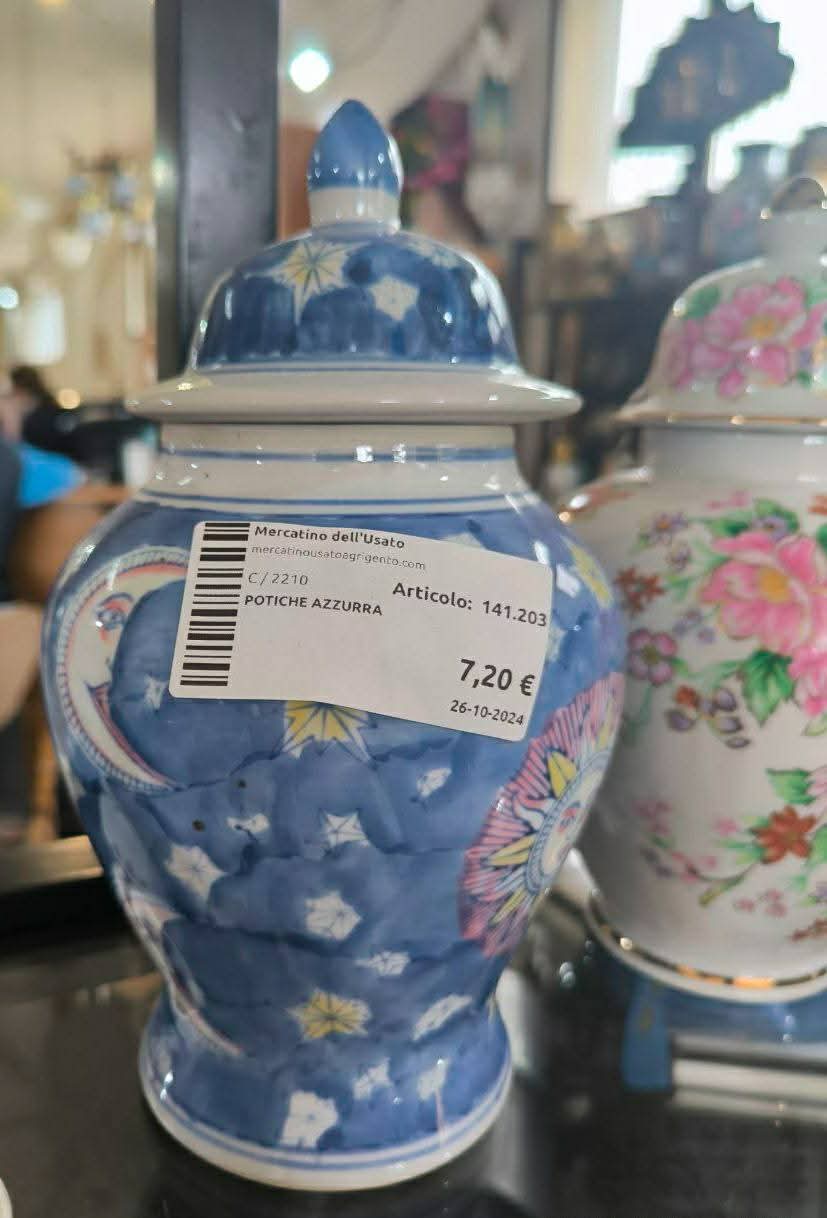 Mercatino dell'Usato
mercatinousatoagrigento.com
C / 2210
Articolo: 141.203
POTICHE AZZURRA
7,20 €
26-10-2024